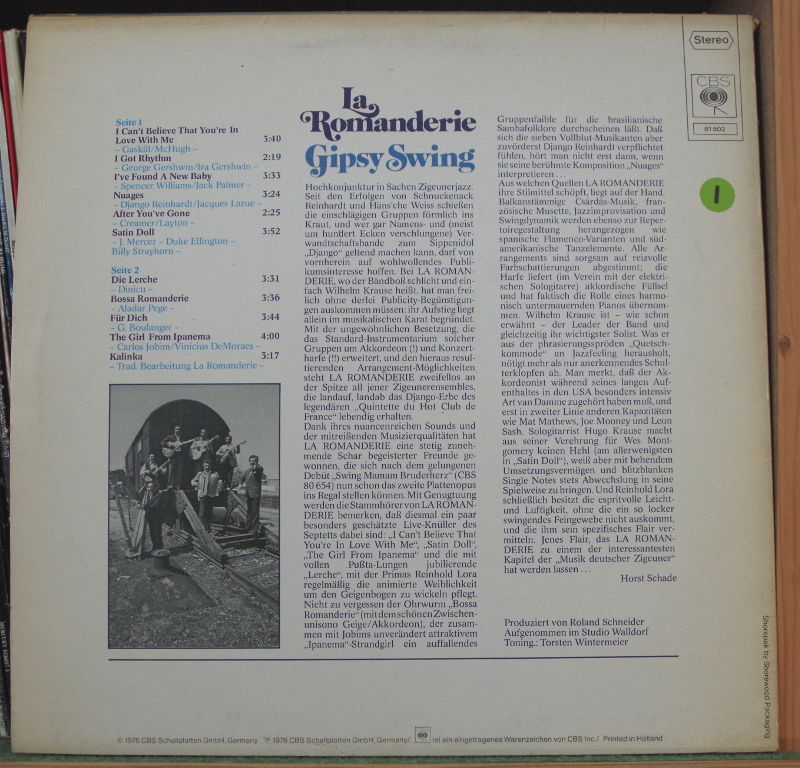 Stereo
CBS
81502
1
La
Romanderie
Gipsy Swing
Seite 1
I Can't Believe That You're In
Love With Me 3:40
– Gaskill/McHugh –
I Got Rhythm 2:19
– George Gershwin/Ira Gershwin –
I've Found A New Baby 3:33
– Spencer Williams/Jack Palmer –
Nuages 3:24
– Django Reinhardt/Jacques Larue –
After You've Gone 2:25
– Creamer/Layton –
Satin Doll 3:52
– J. Mercer – Duke Ellington –
Billy Strayhorn –
Seite 2
Die Lerche 3:31
– Dinicu –
Bossa Romanderie 3:36
– Aladar Pege –
Für Dich 3:44
– G. Boulanger –
The Girl From Ipanema 4:00
– Carlos Jobim/Vinicius DeMoraes –
Kalinka 3:17
– Trad. Bearbeitung La Romanderie –
Hochkonjunktur in Sachen Zigeunerjazz.
Seit den Erfolgen von Schnuckenack
Reinhardt und Häns'che Weiss schießen
die einschlägigen Gruppen förmlich ins
Kraut, und wer gar Namens- und (meist
um hundert Ecken verschlungene) Ver-
wandtschaftsbande zum Sippenidol
„Django“ geltend machen kann, darf von
vornherein auf wohlwollendes Publi-
kumsinteresse hoffen. Bei LA ROMAN-
DERIE, wo der Bandboß schlicht und ein-
fach Wilhelm Krause heißt, hat man frei-
lich ohne derlei Publicity-Begünstigun-
gen auskommen müssen: ihr Aufstieg liegt
allein in musikalischen Karat begründet.
Mit der ungewöhnlichen Besetzung, die
das Standard-Instrumentarium solcher
Gruppen um Akkordeon (!) und Konzert-
harfe (!!) erweitert, und den hieraus resul-
tierenden Arrangement-Möglichkeiten
steht LA ROMANDERIE zweifellos an
der Spitze all jener Zigeunerensembles,
die landauf, landab das Django-Erbe des
legendären „Quintette du Hot Club de
France“ lebendig erhalten.
Dank ihres nuancenreichen Sounds und
der mitreißenden Musizierqualitäten hat
LA ROMANDERIE eine stetig zuneh-
mende Schar begeisterter Freunde ge-
wonnen, die sich nach dem gelungenen
Debüt „Swing Mamam Bruderherz“ (CBS
80 654) nun schon das zweite Plattenopus
ins Regal stellen können. Mit Genugtuung
werden die Stammhörer von LA ROMAN-
DERIE bemerken, daß diesmal ein paar
besonders geschätzte Live-Knüller des
Septetts dabei sind: „I Can't Believe That
You're In Love With Me“, „Satin Doll“,
„The Girl From Ipanema“ und die mit
vollen Pußta-Lungen jubilierende
„Lerche“, mit der Primas Reinhold Lora
regelmäßig die animierte Weiblichkeit
um den Geigenbogen zu wickeln pflegt.
Nicht zu vergessen der Ohrwurm „Bossa
Romanderie“ (mit dem schönen Zwischen-
unisono Geige/Akkordeon), der zusam-
men mit Jobims unverändert attraktivem
„Ipanema“-Strandgirl ein auffallendes
Gruppenfaible für die brasilianische
Sambafolklore durchscheinen läßt. Daß
sich die sieben Vollblut-Musikanten aber
zuvörderst Django Reinhardt verpflichtet
fühlen, hört man nicht erst dann, wenn
sie seine berühmte Komposition „Nuages“
interpretieren . . .
Aus welchen Quellen LA ROMANDERIE
ihre Stilmittel schöpft, liegt auf der Hand.
Balkanstämmige Csárdás-Musik, fran-
zösische Musette, Jazzimprovisation und
Swingdynamik werden ebenso zur Reper-
toiregestaltung herangezogen wie
spanische Flamenco-Varianten und süd-
amerikanische Tanzelemente. Alle Ar-
rangements sind sorgsam auf reizvolle
Farbschattierungen abgestimmt; die
Harfe liefert (im Verein mit der elektri-
schen Sologitarre) akkordische Füllsel
und hat faktisch die Rolle eines harmo-
nisch untermauernden Pianos übernom-
men. Wilhelm Krause ist – wie schon
erwähnt – der Leader der Band und
gleichzeitig ihr wichtigster Solist. Was er
aus der phrasierungsspröden „Quetsch-
kommode“ an Jazzfeeling herausholt,
nötigt mehr als nur anerkennendes Schul-
terklopfen ab. Man merkt, daß der Ak-
kordeonist während seines langen Auf-
enthaltes in den USA besonders intensiv
Art van Damme zugehört haben muß, und
erst in zweiter Linie anderen Kapazitäten
wie Mat Mathews, Joe Mooney und Leon
Sash. Sologitarrist Hugo Krause macht
aus seiner Verehrung für Wes Mont-
gomery keinen Hehl (am allerwenigsten
in „Satin Doll“), weiß aber mit behendem
Umsetzungsvermögen und blitzblanken
Single Notes stets Abwechslung in seine
Spielweise zu bringen. Und Reinhold Lora
schließlich besitzt die espritvolle Leicht-
und Luftigkeit, ohne die ein so locker
swingendes Feingewebe nicht auskommt,
und die ihm sein spezifisches Flair ver-
mitteln. Jenes Flair, das LA ROMAN-
DERIE zu einem der interessantesten
Kapitel der „Musik deutscher Zigeuner“
hat werden lassen . . .
Horst Schade
Produziert von Roland Schneider
Aufgenommen im Studio Walldorf
Toning.: Torsten Wintermeier
Shorepak by Shorewood Packaging
© 1976 CBS Schallplatten GmbH, Germany ℗ 1976 CBS Schallplatten GmbH, Germany/ ist ein eingetragenes Warenzeichen von CBS Inc./ Printed in Holland